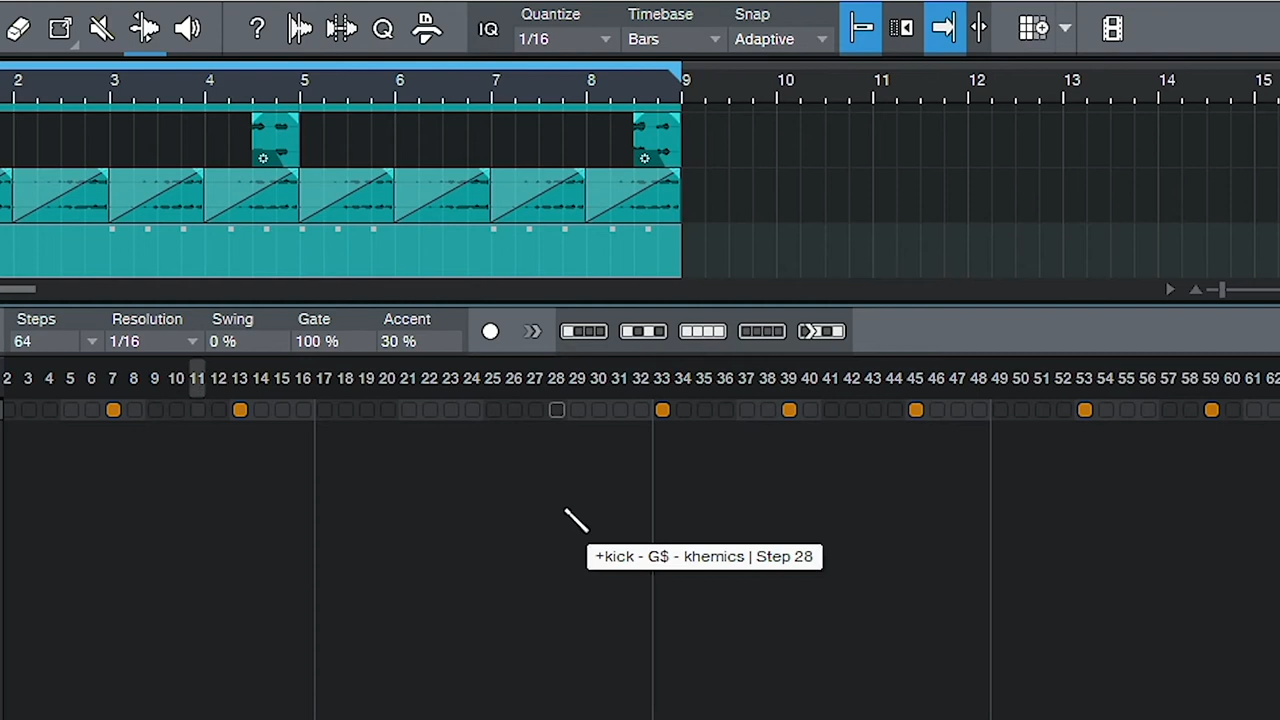 ? Q IQ Quantize Timebase Snap
1/16 Bars Adaptive
2 3 4 5 6 7 8 9 10 11 12 13 14 15
Steps Resolution Swing Gate Accent
64 1/16 0 % 100 % 30 %
2 3 4 5 6 7 8 9 10 11 12 13 14 15 16 17 18 19 20 21 22 23 24 25 26 27 28 29 30 31 32 33 34 35 36 37 38 39 40 41 42 43 44 45 46 47 48 49 50 51 52 53 54 55 56 57 58 59 60 61 62
+kick - G$ - khemics | Step 28